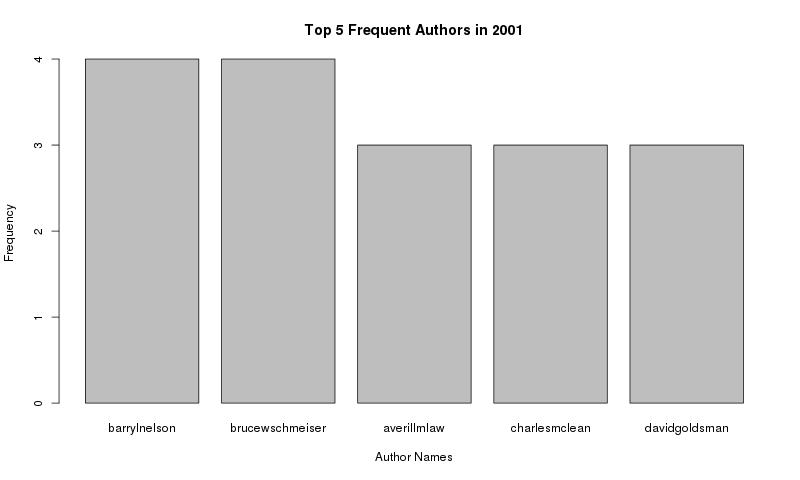 Top 5 Frequent Authors in 2001
4
3
2
1
0
Frequency
barrylnelson brucewschmeiser averillmlaw charlesmclean davidgoldsman
Author Names